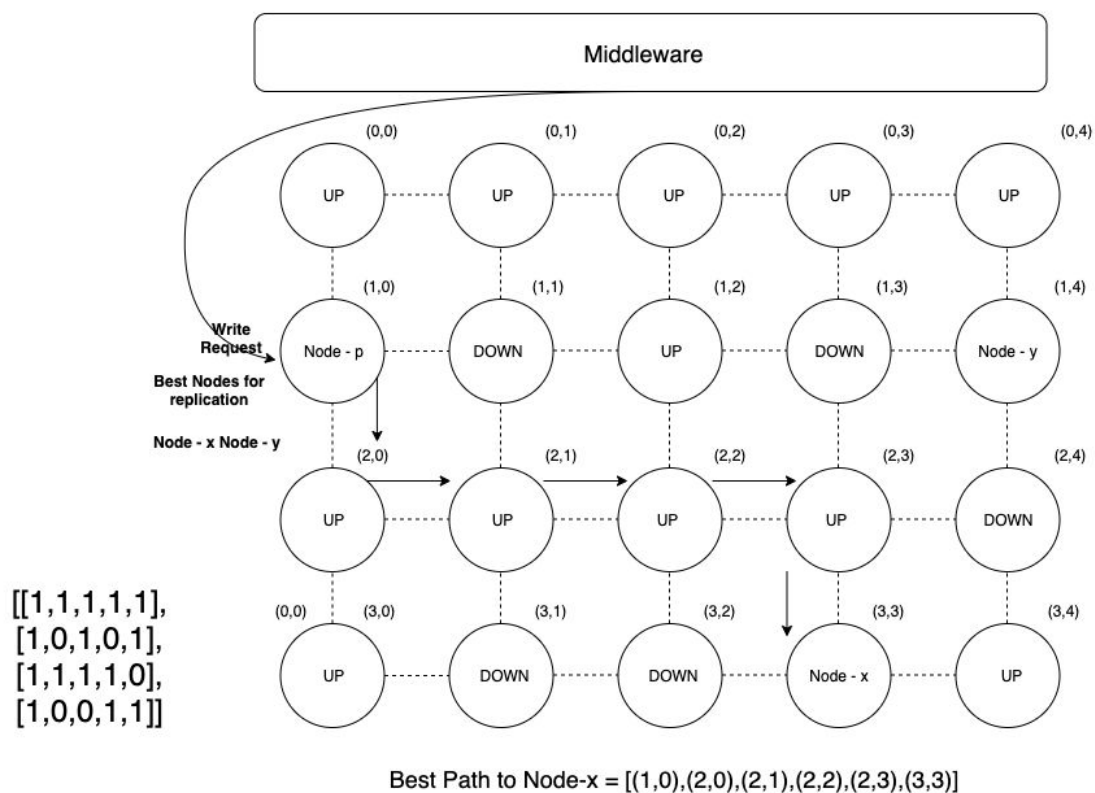 Middleware
(0,0)
(0,1)
(0,2)
(0,3)
(0,4)
UP
UP
UP
UP
UP
(1,0)
(1,1)
(1,2)
(1,3)
(1,4)
Write
Request
Node - p
DOWN
UP
DOWN
Node - y
Best Nodes for
replication
Node - x Node - y
(2,0)
(2,1)
(2,2)
(2,3)
(2,4)
UP
UP
UP
UP
DOWN
[[1,1,1,1,1],
[1,0,1,0,1],
[1,1,1,1,0],
[1,0,0,1,1]]
(0,0)
(3,0)
(3,1)
(3,2)
(3,3)
(3,4)
UP
DOWN
DOWN
Node - x
UP
Best Path to Node-x = [(1,0),(2,0),(2,1),(2,2),(2,3),(3,3)]